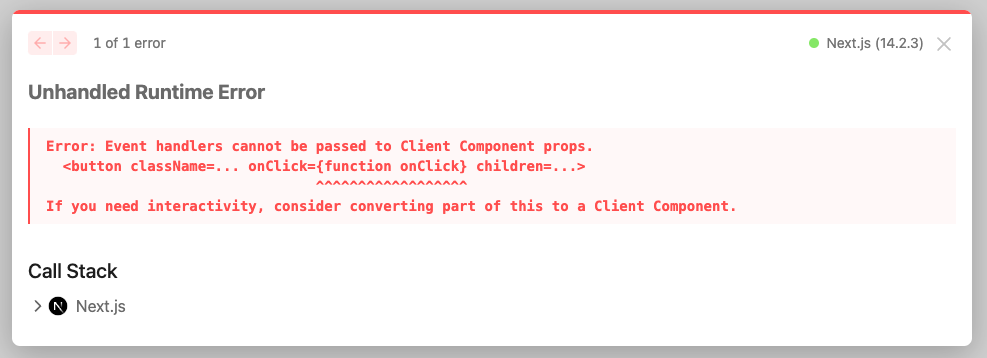 1 of 1 error
Next.js (14.2.3)
Unhandled Runtime Error
Error: Event handlers cannot be passed to Client Component props.
  <button className=... onClick={function onClick} children=...>
                                ^^^^^^^^^^^^^^^^^^
If you need interactivity, consider converting part of this to a Client Component.
Call Stack
N Next.js